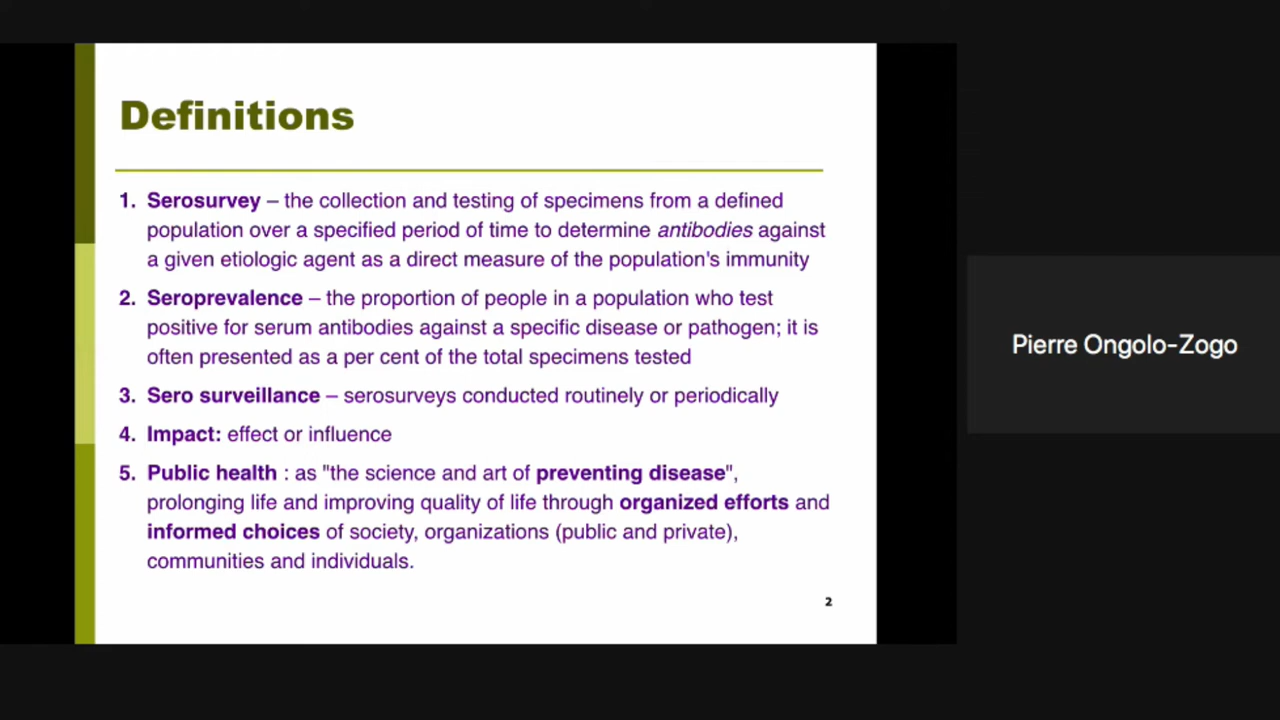 Definitions
1. Serosurvey – the collection and testing of specimens from a defined
population over a specified period of time to determine antibodies against
a given etiologic agent as a direct measure of the population's immunity
2. Seroprevalence – the proportion of people in a population who test
positive for serum antibodies against a specific disease or pathogen; it is
often presented as a per cent of the total specimens tested
3. Sero surveillance – serosurveys conducted routinely or periodically
4. Impact: effect or influence
5. Public health : as "the science and art of preventing disease",
prolonging life and improving quality of life through organized efforts and
informed choices of society, organizations (public and private),
communities and individuals.
2
Pierre Ongolo-Zogo